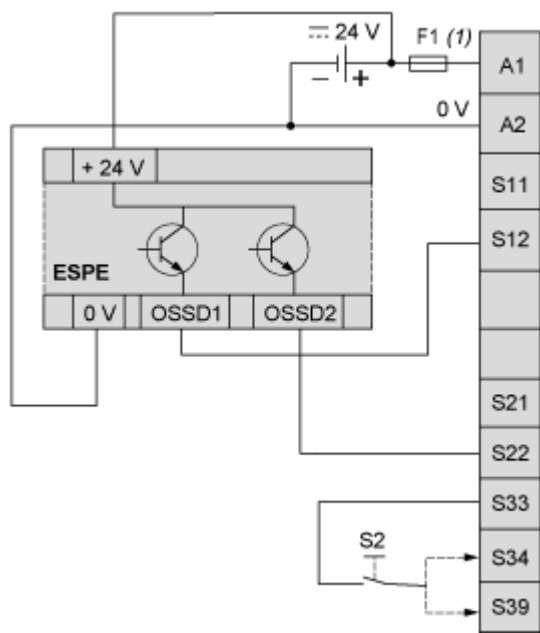 ⎓ 24 V
F1 (1)
A1
− +
0 V
A2
+ 24 V
S11
S12
ESPE
0 V
OSSD1
OSSD2
S21
S22
S33
S2
S34
S39